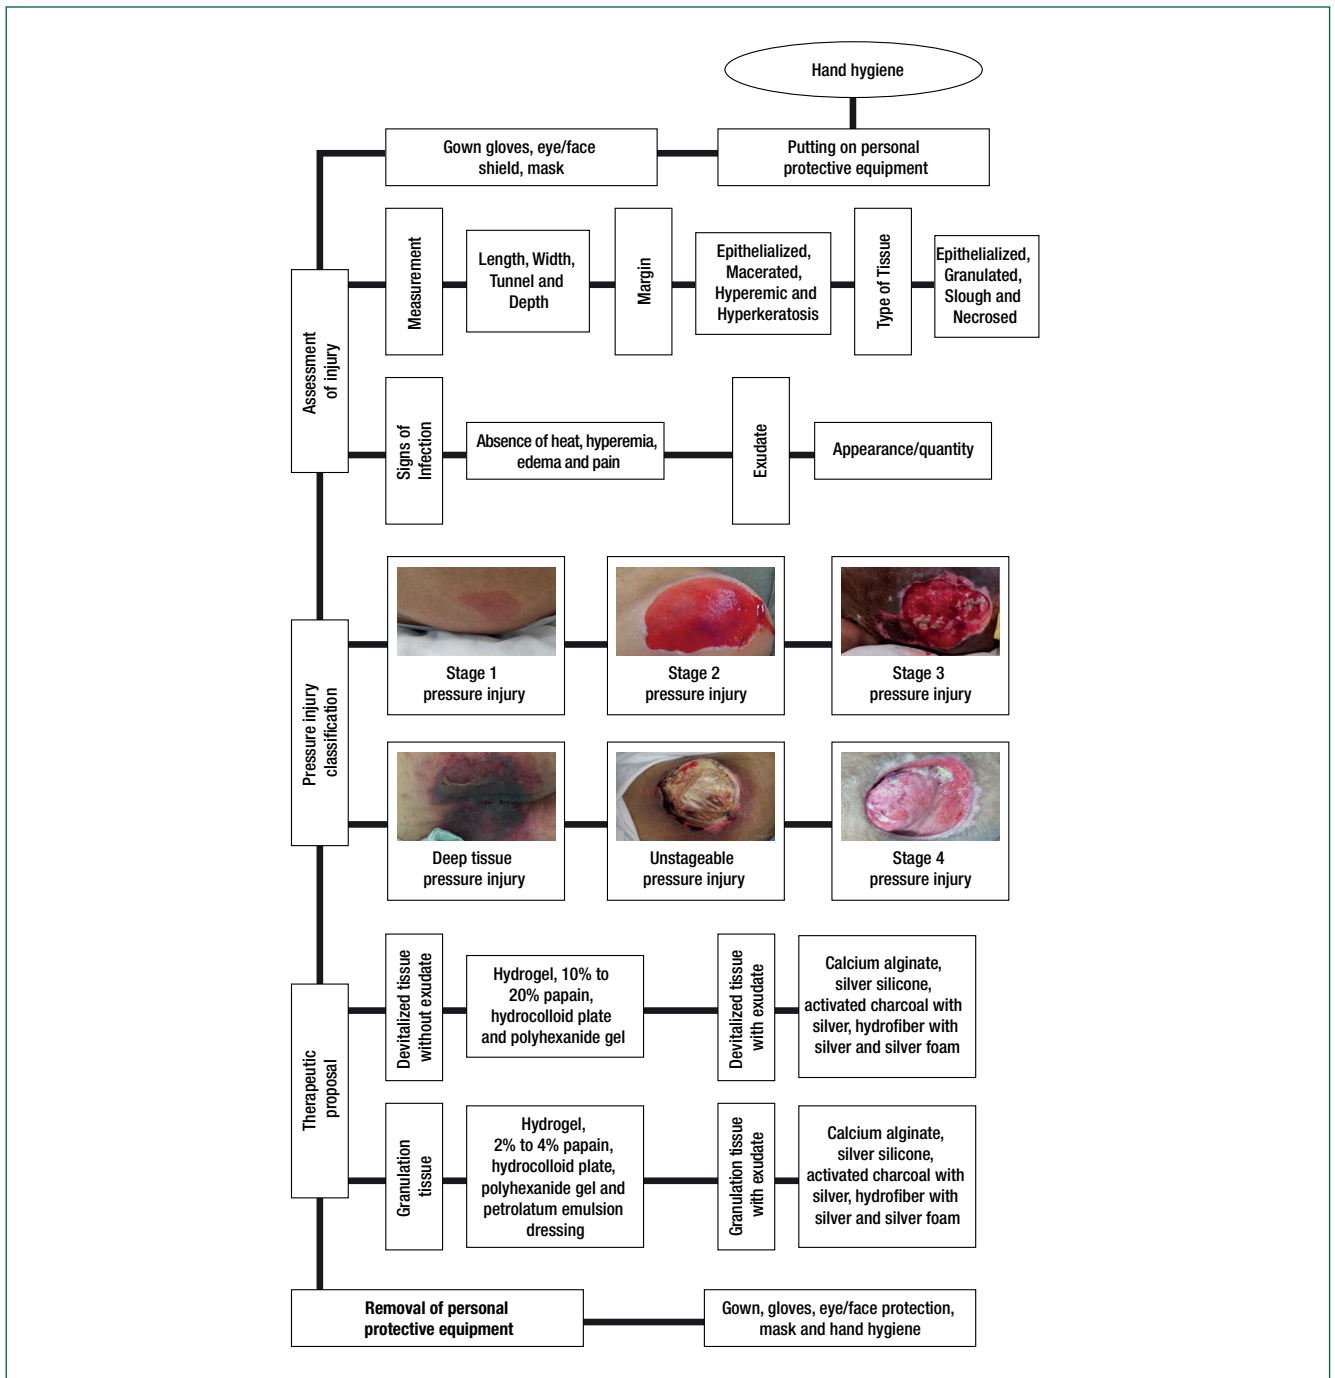 Hand hygiene
Gown gloves, eye/face
shield, mask
Putting on personal
protective equipment
Assessment
of injury
Measurement
Length, Width,
Tunnel and
Depth
Margin
Epithelialized,
Macerated,
Hyperemic and
Hyperkeratosis
Type of Tissue
Epithelialized,
Granulated,
Slough and
Necrosed
Signs of
Infection
Absence of heat, hyperemia,
edema and pain
Exudate
Appearance/quantity
Pressure injury
classification
Stage 1
pressure injury
Stage 2
pressure injury
Stage 3
pressure injury
Deep tissue
pressure injury
Unstageable
pressure injury
Stage 4
pressure injury
Therapeutic
proposal
Devitalized tissue
without exudate
Hydrogel, 10% to
20% papain,
hydrocolloid plate
and polyhexanide gel
Devitalized tissue
with exudate
Calcium alginate,
silver silicone,
activated charcoal with
silver, hydrofiber with
silver and silver foam
Granulation
tissue
Hydrogel,
2% to 4% papain,
hydrocolloid plate,
polyhexanide gel and
petrolatum emulsion
dressing
Granulation tissue
with exudate
Calcium alginate,
silver silicone,
activated charcoal with
silver, hydrofiber with
silver and silver foam
Removal of personal
protective equipment
Gown, gloves, eye/face protection,
mask and hand hygiene